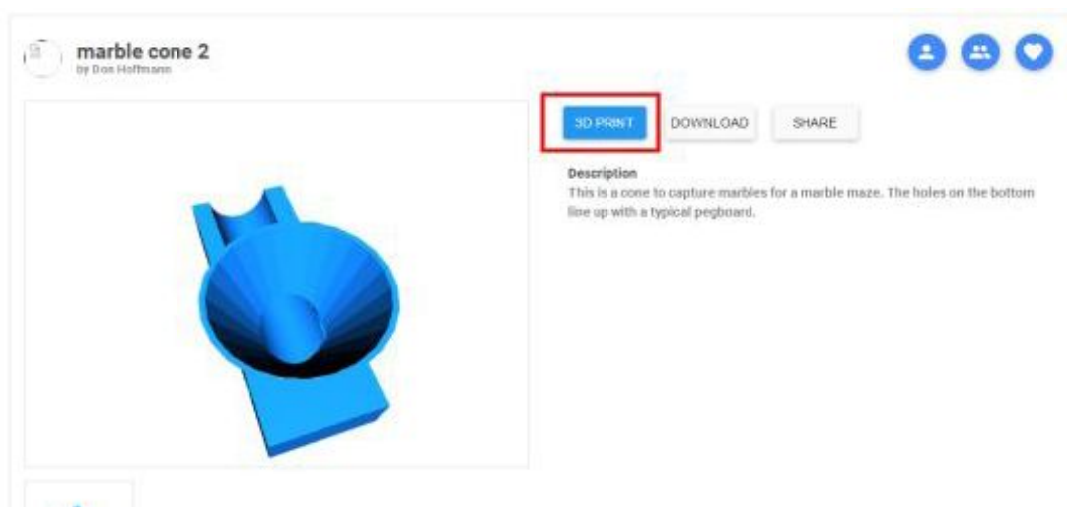 marble cone 2
by Don Hoffmann
3D PRINT
DOWNLOAD
SHARE
Description
This is a cone to capture marbles for a marble maze. The holes on the bottom
line up with a typical pegboard.